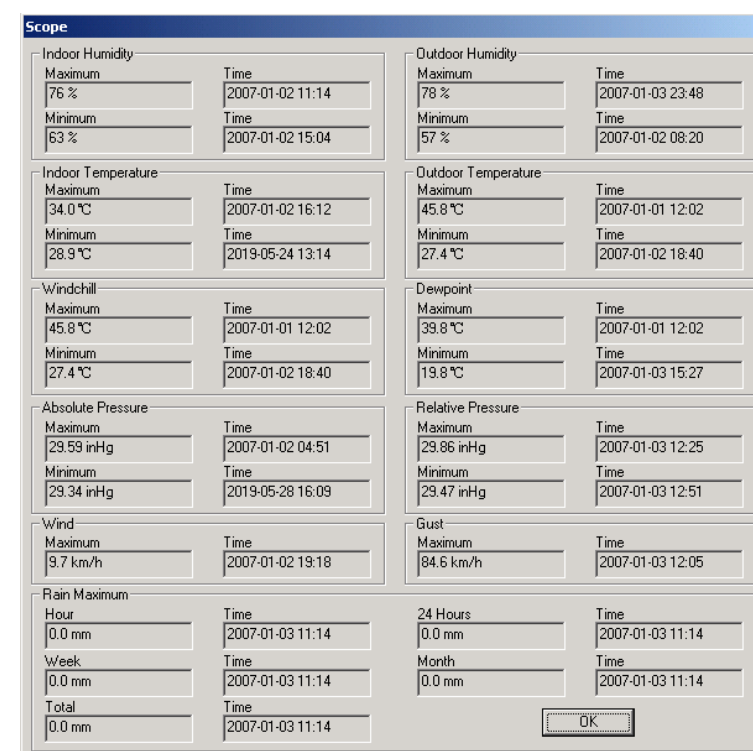 Scope
Indoor Humidity Outdoor Humidity
Maximum Time Maximum Time
76 % 2007-01-02 11:14 78 % 2007-01-03 23:48
Minimum Time Minimum Time
63 % 2007-01-02 15:04 57 % 2007-01-02 08:20
Indoor Temperature Outdoor Temperature
Maximum Time Maximum Time
34.0 ℃ 2007-01-02 16:12 45.8 ℃ 2007-01-01 12:02
Minimum Time Minimum Time
28.9 ℃ 2019-05-24 13:14 27.4 ℃ 2007-01-02 18:40
Windchill Dewpoint
Maximum Time Maximum Time
45.8 ℃ 2007-01-01 12:02 39.8 ℃ 2007-01-01 12:02
Minimum Time Minimum Time
27.4 ℃ 2007-01-02 18:40 19.8 ℃ 2007-01-03 15:27
Absolute Pressure Relative Pressure
Maximum Time Maximum Time
29.59 inHg 2007-01-02 04:51 29.86 inHg 2007-01-03 12:25
Minimum Time Minimum Time
29.34 inHg 2019-05-28 16:09 29.47 inHg 2007-01-03 12:51
Wind Gust
Maximum Time Maximum Time
9.7 km/h 2007-01-02 19:18 84.6 km/h 2007-01-03 12:05
Rain Maximum
Hour Time 24 Hours Time
0.0 mm 2007-01-03 11:14 0.0 mm 2007-01-03 11:14
Week Time Month Time
0.0 mm 2007-01-03 11:14 0.0 mm 2007-01-03 11:14
Total Time
0.0 mm 2007-01-03 11:14 OK